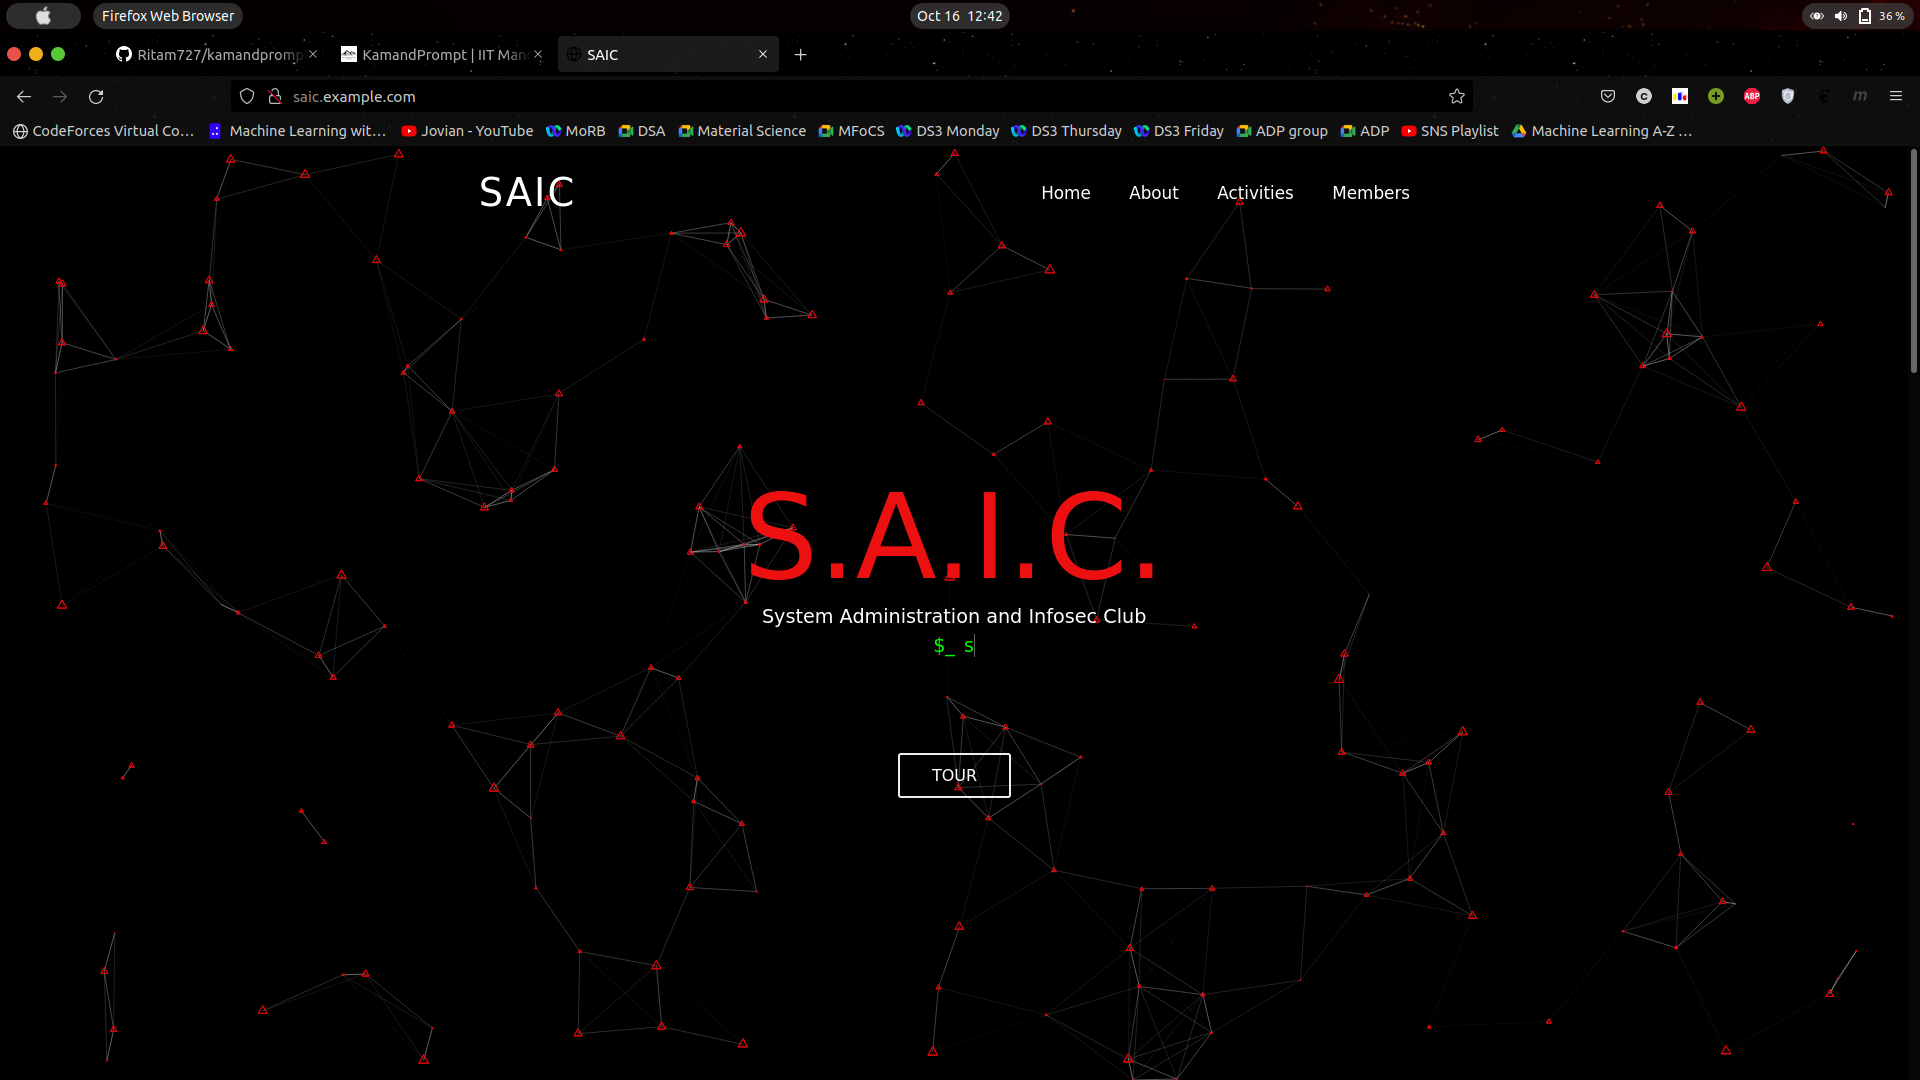 Firefox Web Browser
Oct 16 12:42
36 %
Ritam727/kamandpromp
KamandPrompt | IIT Man
SAIC
saic.example.com
CodeForces Virtual Co…
Machine Learning wit…
Jovian - YouTube
MoRB
DSA
Material Science
MFoCS
DS3 Monday
DS3 Thursday
DS3 Friday
ADP group
ADP
SNS Playlist
Machine Learning A-Z …
SAIC
Home
About
Activities
Members
S.A.I.C.
System Administration and Infosec Club
$_ s
TOUR